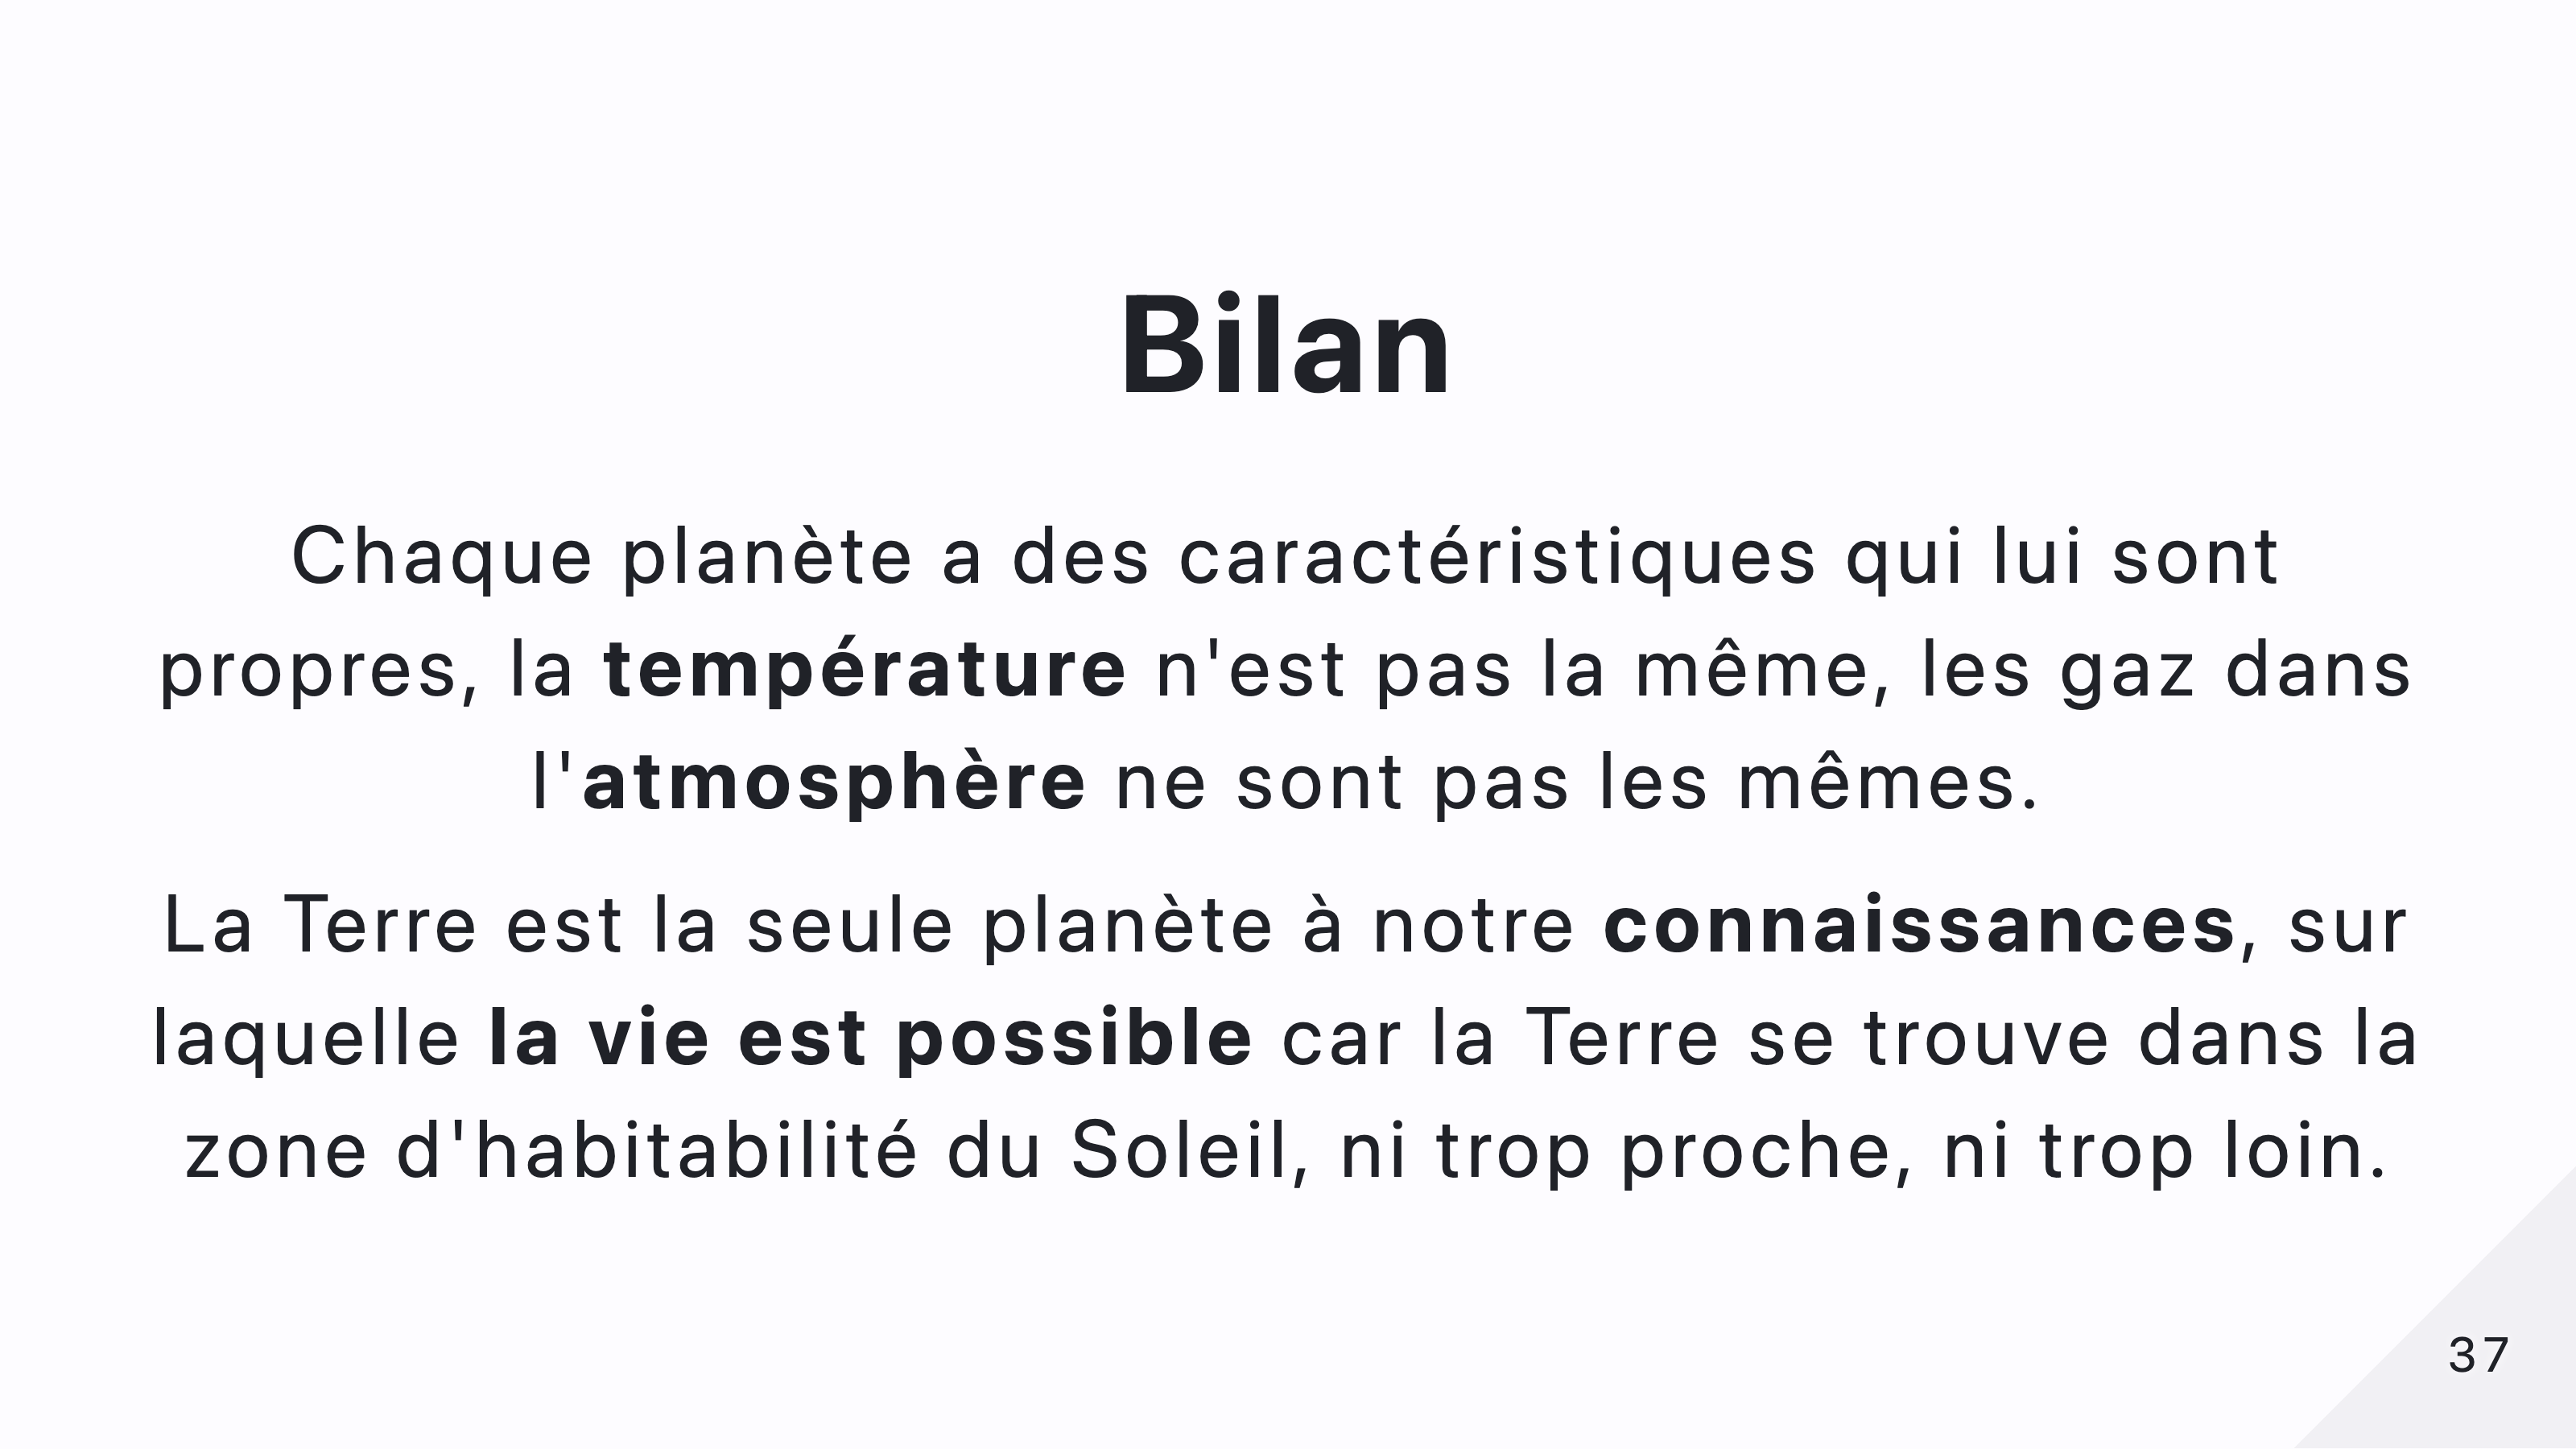 Bilan
Chaque planète a des caractéristiques qui lui sont
propres, la température n'est pas la même, les gaz dans
l'atmosphère ne sont pas les mêmes.
La Terre est la seule planète à notre connaissances, sur
laquelle la vie est possible car la Terre se trouve dans la
zone d'habitabilité du Soleil, ni trop proche, ni trop loin.
37